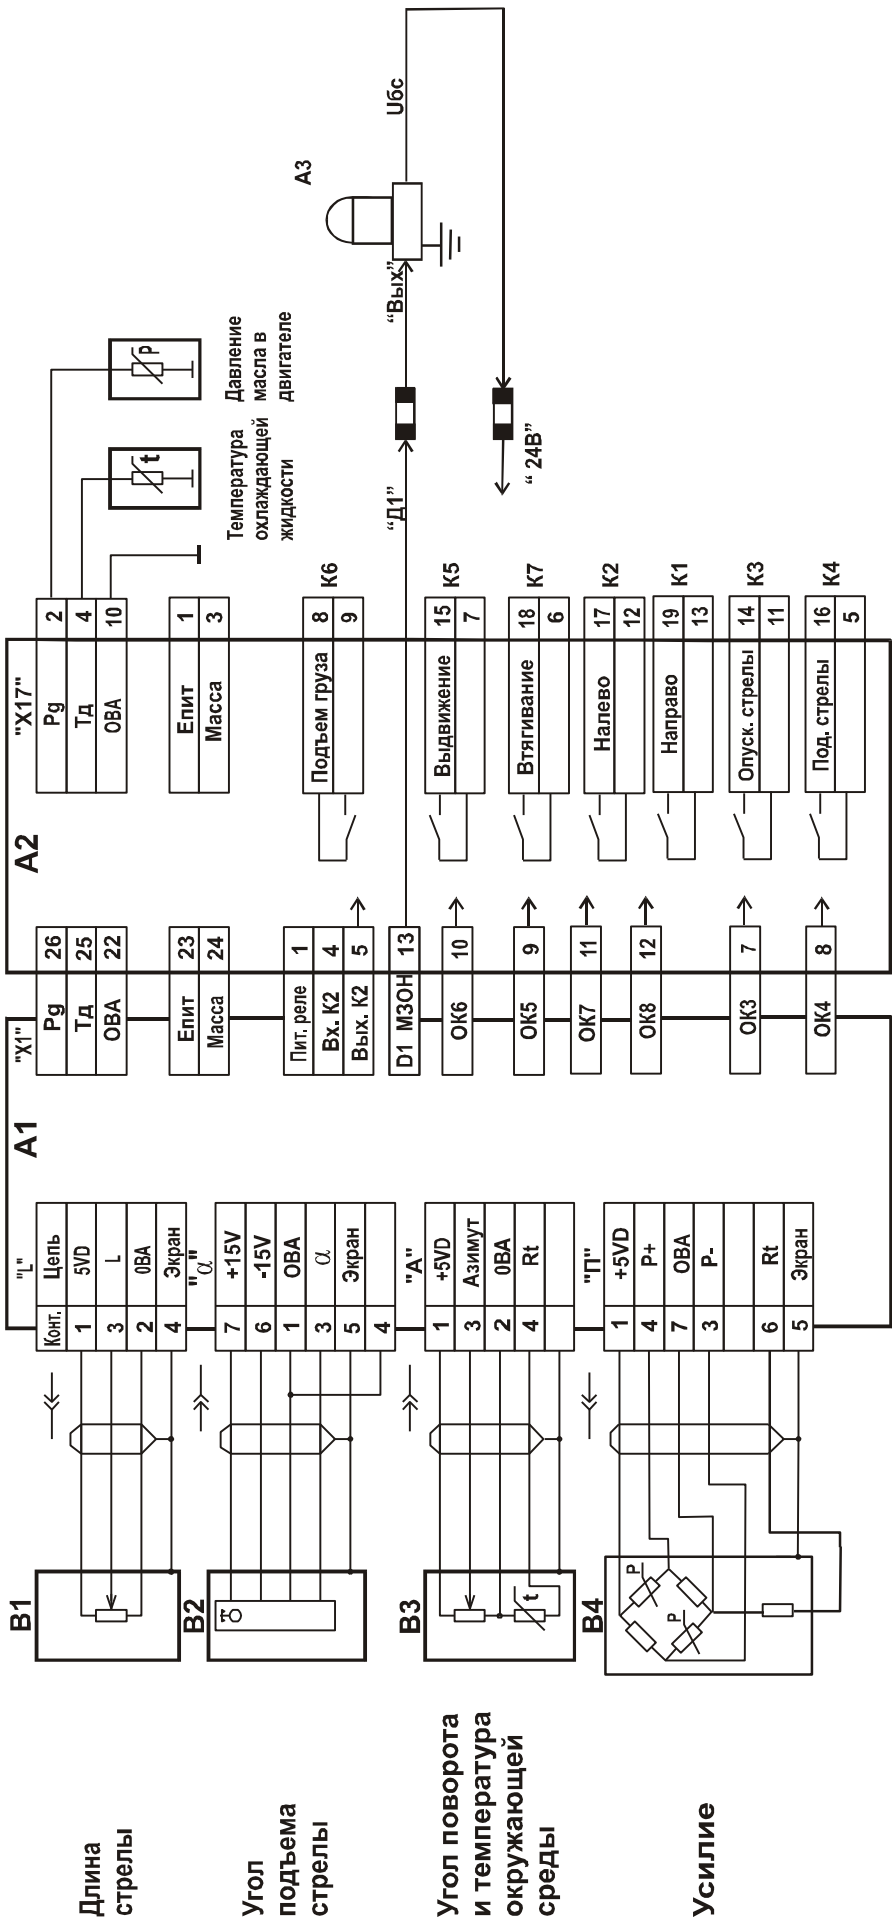 Длина
стрелы
Угол
подъема
стрелы
Угол поворота
и температура
окружающей
среды
Усилие
B1
B2
B3
B4
P
P
t
"L"
Конт. Цепь
1 5VD
3 L
2 0ВА
4 Экран
"α"
7 +15V
6 -15V
1 ОВА
3 α
5 Экран
4
"А"
1 +5VD
3 Азимут
2 0ВА
4 Rt
"П"
1 +5VD
4 P+
7 ОВА
3 P-
6 Rt
5 Экран
A1
"X1"
Pg 26
Тд 25
ОВА 22
Епит 23
Масса 24
Пит. реле 1
Вх. К2 4
Вых. К2 5
D1 МЗОН 13
ОК6 10
ОК5 9
ОК7 11
ОК8 12
ОК3 7
ОК4 8
A2
"X17"
Pg 2
Тд 4
ОВА 10
Епит 1
Масса 3
Подъем груза 8
9
К6
Выдвижение 15
7
К5
Втягивание 18
6
К7
Налево 17
12
К2
Направо 19
13
К1
Опуск. стрелы 14
11
К3
Под. стрелы 16
5
К4
t
Температура
охлаждающей
жидкости
P
Давление
масла в
двигателе
“Д1”
“Вых”
A3
Uбс
“ 24В”